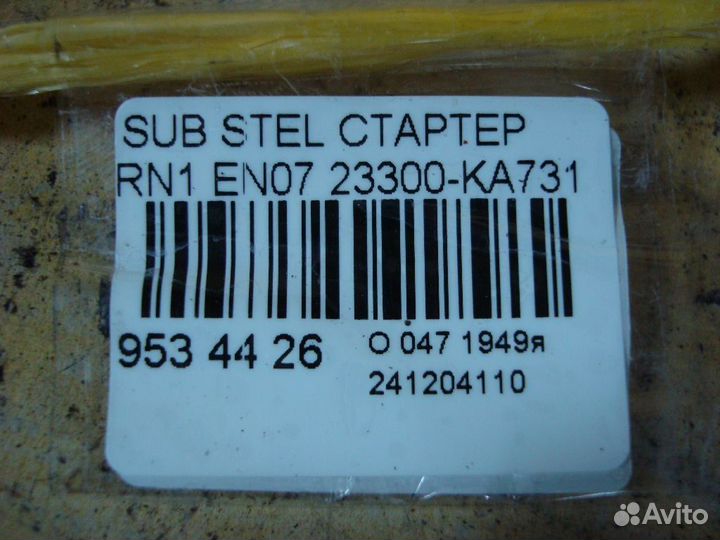 SUB STEL СТАРТЕР
RN1 EN07 23300-KA731
953 44 26
O 047 1949я
241204110
Avito